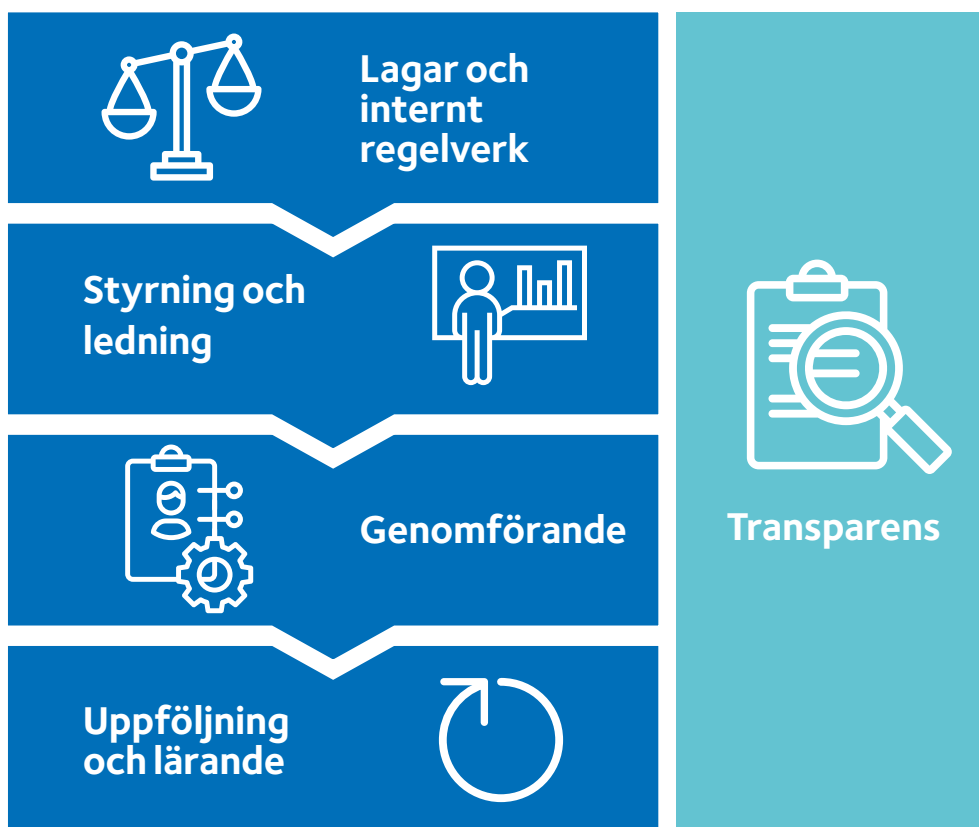 Lagar och
internt
regelverk
Styrning och
ledning
Genomförande
Uppföljning
och lärande
Transparens